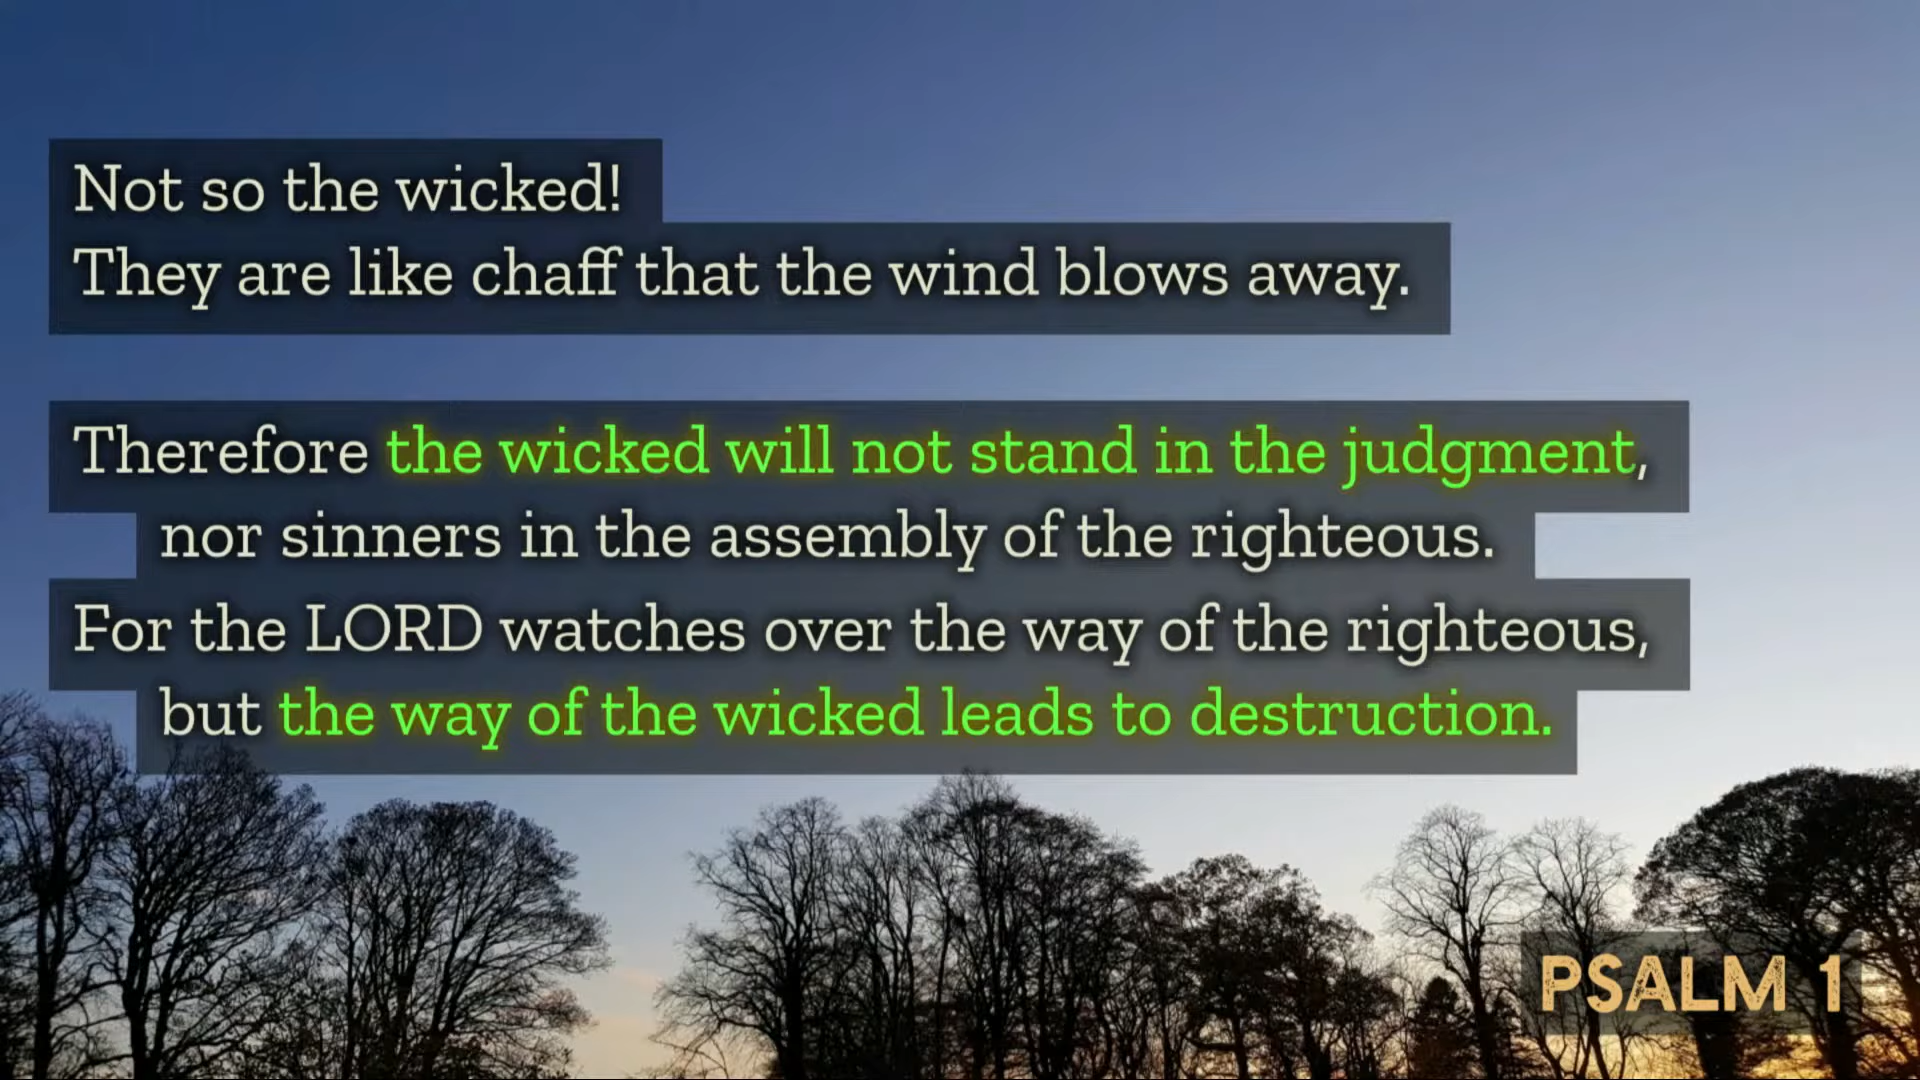 Not so the wicked!
They are like chaff that the wind blows away.
Therefore the wicked will not stand in the judgment,
nor sinners in the assembly of the righteous.
For the LORD watches over the way of the righteous,
but the way of the wicked leads to destruction.
PSALM 1